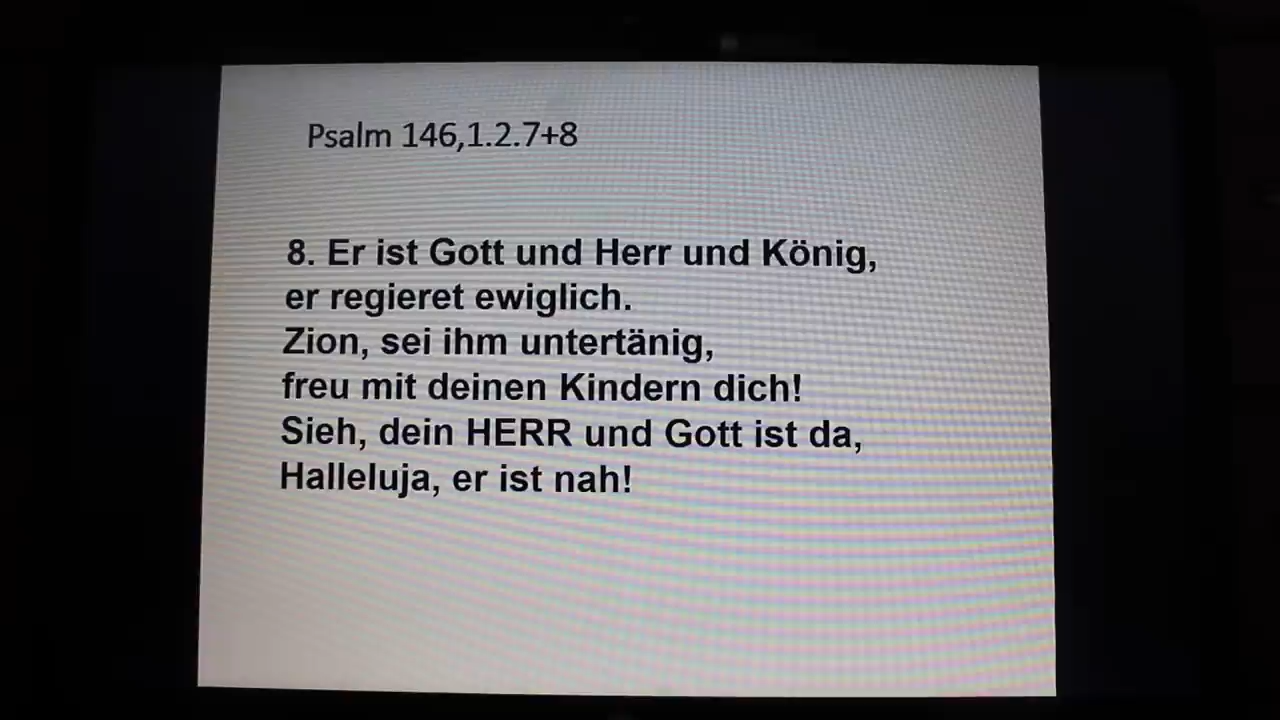 Psalm 146,1.2.7+8
8. Er ist Gott und Herr und König,
er regieret ewiglich.
Zion, sei ihm untertänig,
freu mit deinen Kindern dich!
Sieh, dein HERR und Gott ist da,
Halleluja, er ist nah!